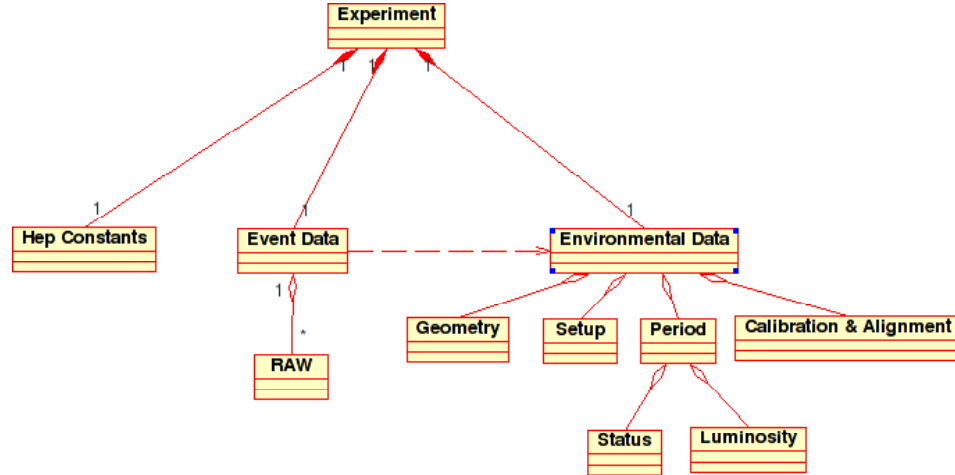 Experiment
1 1 1
1 1 1
Hep Constants Event Data Environmental Data
1
Geometry Setup Period Calibration & Alignment
*
RAW
Status Luminosity